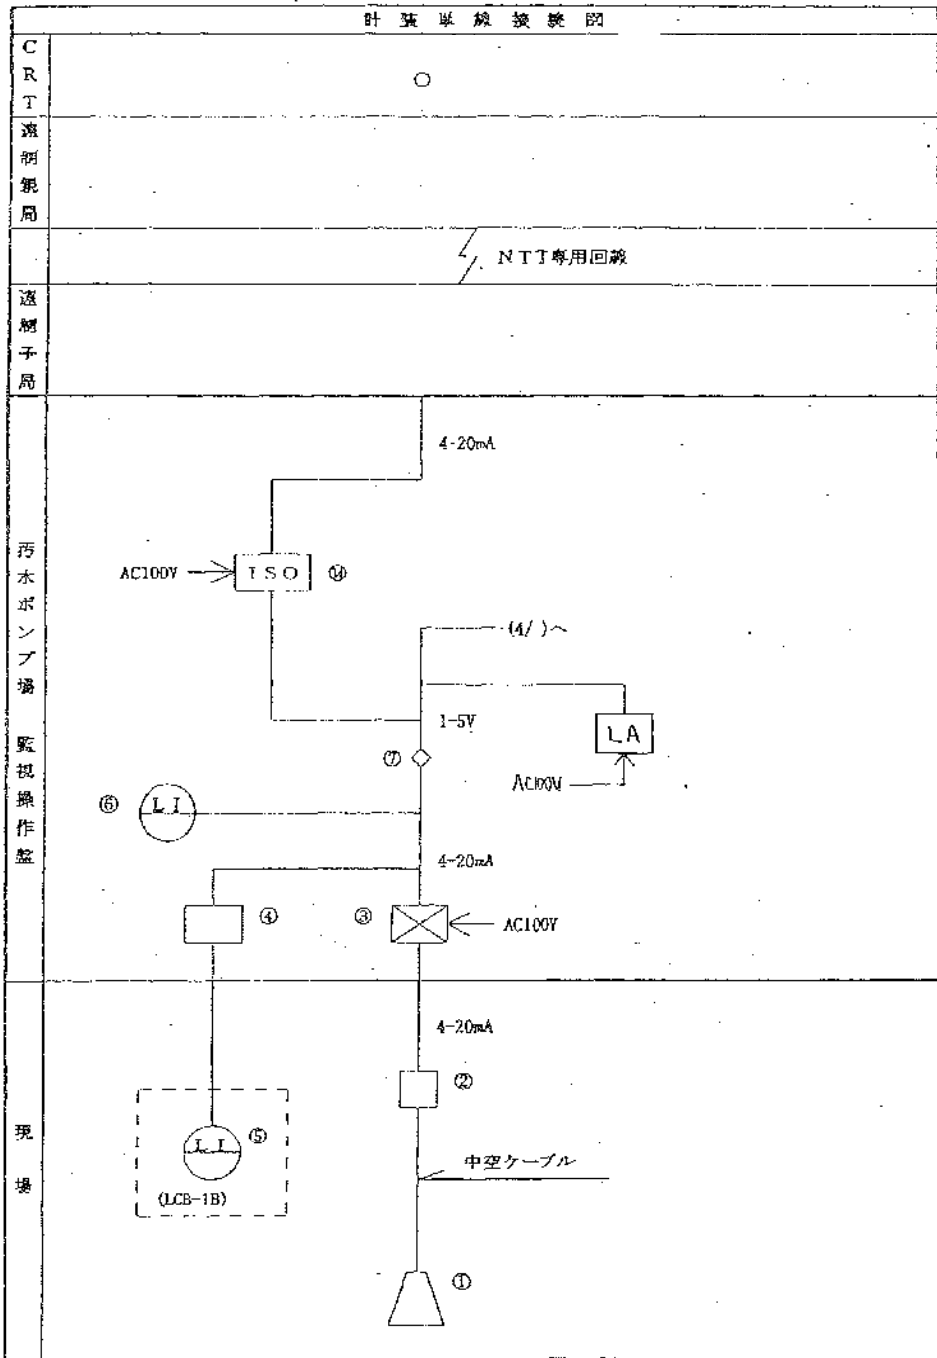 計装単線接続図
CRT
遠制親局
NTT専用回線
遠制子局
4-20mA
AC100V
ISO
⑭
(4/ )へ
1-5V
LA
⑦
AC100V
⑥
LI
4-20mA
④
③
AC100V
汚水ポンプ場 監視操作盤
4-20mA
②
⑤
LI
中空ケーブル
(LCB-1B)
①
現場